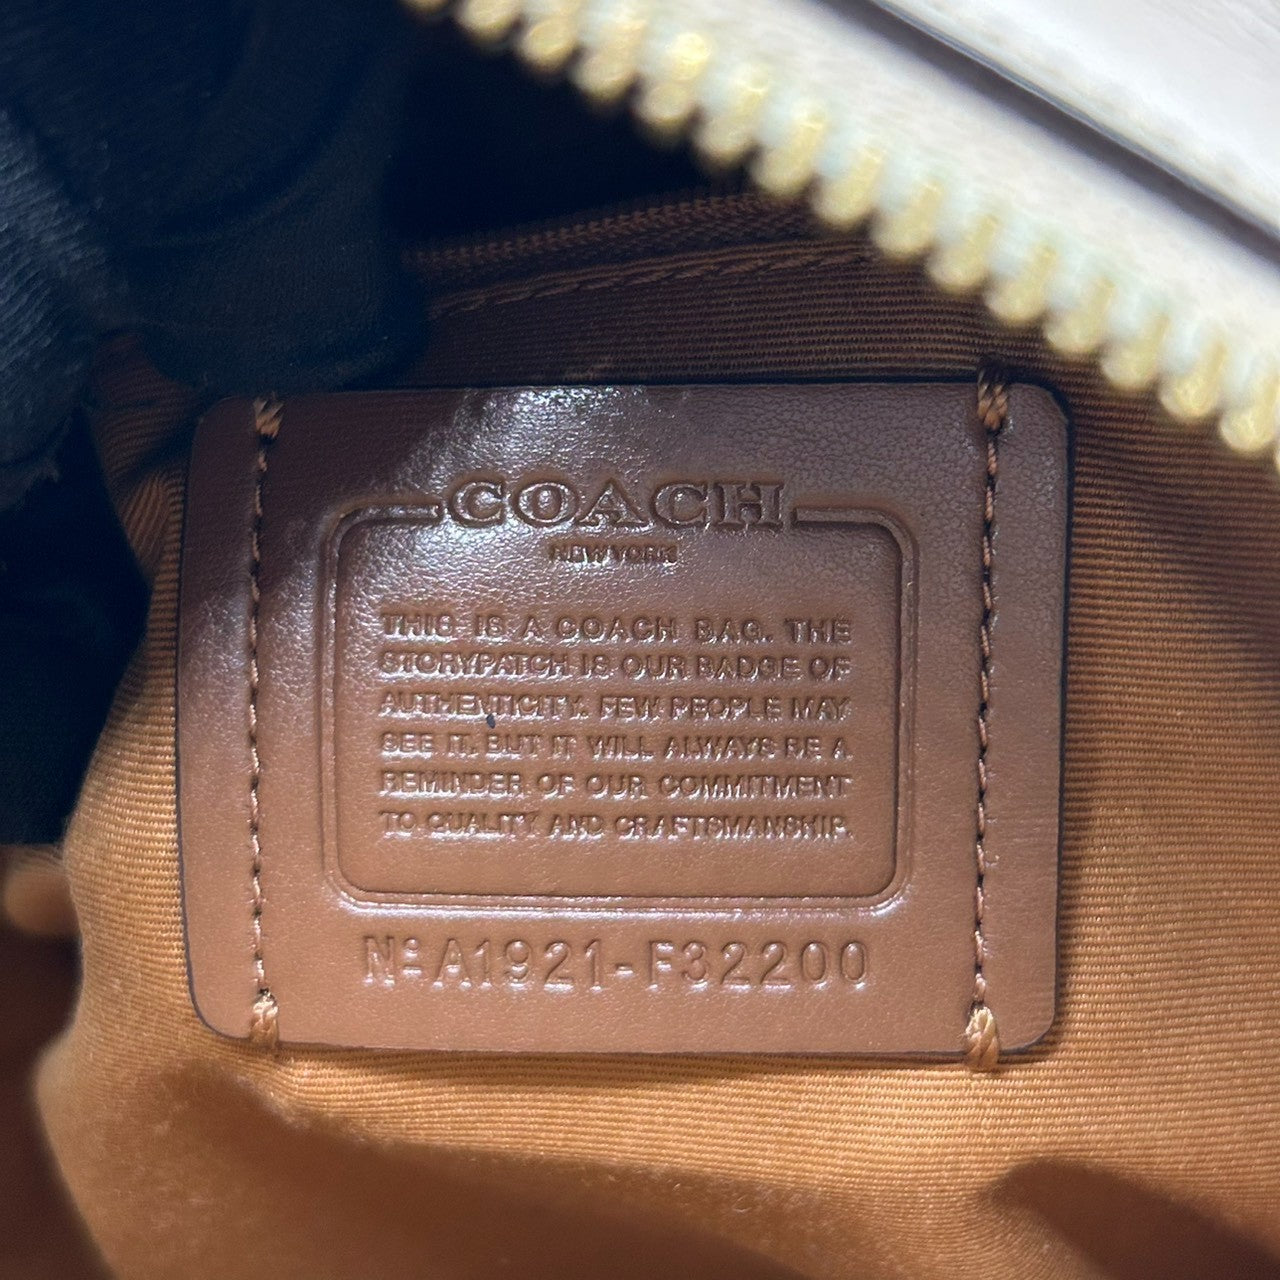 COACH
NEW YORK
THIS IS A COACH BAG. THE
STORYPATCH IS OUR BADGE OF
AUTHENTICITY. FEW PEOPLE MAY
SEE IT. BUT IT WILL ALWAYS BE A
REMINDER OF OUR COMMITMENT
TO QUALITY AND CRAFTSMANSHIP.
Nº A1921-F32200